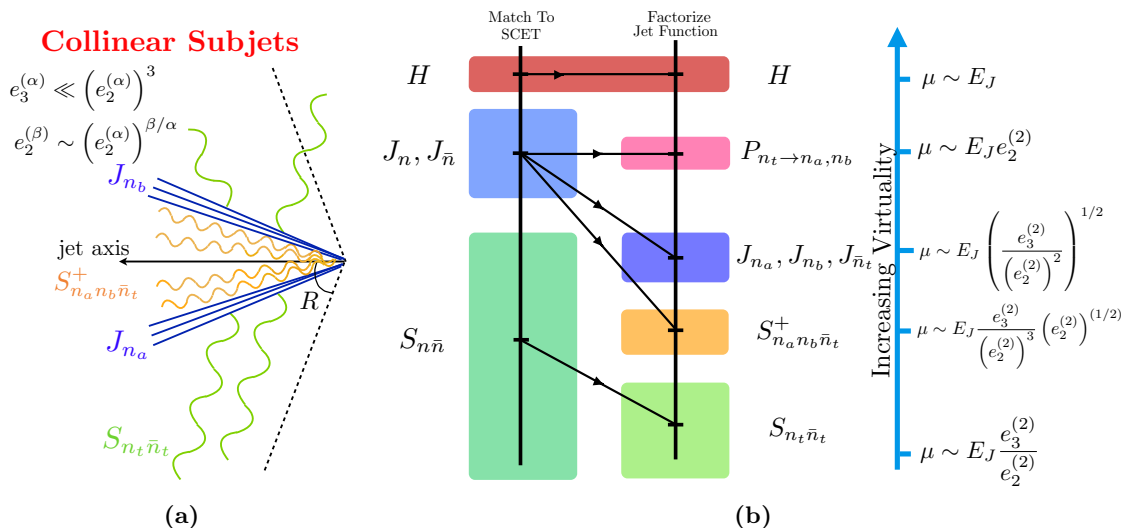 Collinear Subjets
$e_3^{(\alpha)} \ll \left(e_2^{(\alpha)}\right)^3$
$e_2^{(\beta)} \sim \left(e_2^{(\alpha)}\right)^{\beta/\alpha}$
$J_{n_b}$
jet axis
$S^+_{n_a n_b \bar{n}_t}$
$R$
$J_{n_a}$
$S_{n_t \bar{n}_t}$
(a)
Match To
SCET
Factorize
Jet Function
$H$
$H$
$J_n, J_{\bar{n}}$
$P_{n_t \to n_a, n_b}$
$J_{n_a}, J_{n_b}, J_{\bar{n}_t}$
$S_{n\bar{n}}$
$S^+_{n_a n_b \bar{n}_t}$
$S_{n_t \bar{n}_t}$
Increasing Virtuality
$\mu \sim E_J$
$\mu \sim E_J e_2^{(2)}$
$\mu \sim E_J \left(\frac{e_3^{(2)}}{\left(e_2^{(2)}\right)^2}\right)^{1/2}$
$\mu \sim E_J \frac{e_3^{(2)}}{\left(e_2^{(2)}\right)^3} \left(e_2^{(2)}\right)^{(1/2)}$
$\mu \sim E_J \frac{e_3^{(2)}}{e_2^{(2)}}$
(b)